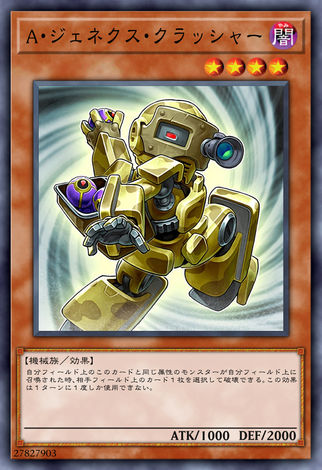 A・ジェネクス・クラッシャー
闇
やみ
【機械族／効果】
自分フィールド上のこのカードと同じ属性のモンスターが自分フィールド上に
召喚された時、相手フィールド上のカード１枚を選択して破壊できる。この効果
は１ターンに１度しか使用できない。
ATK/1000 DEF/2000
27827903